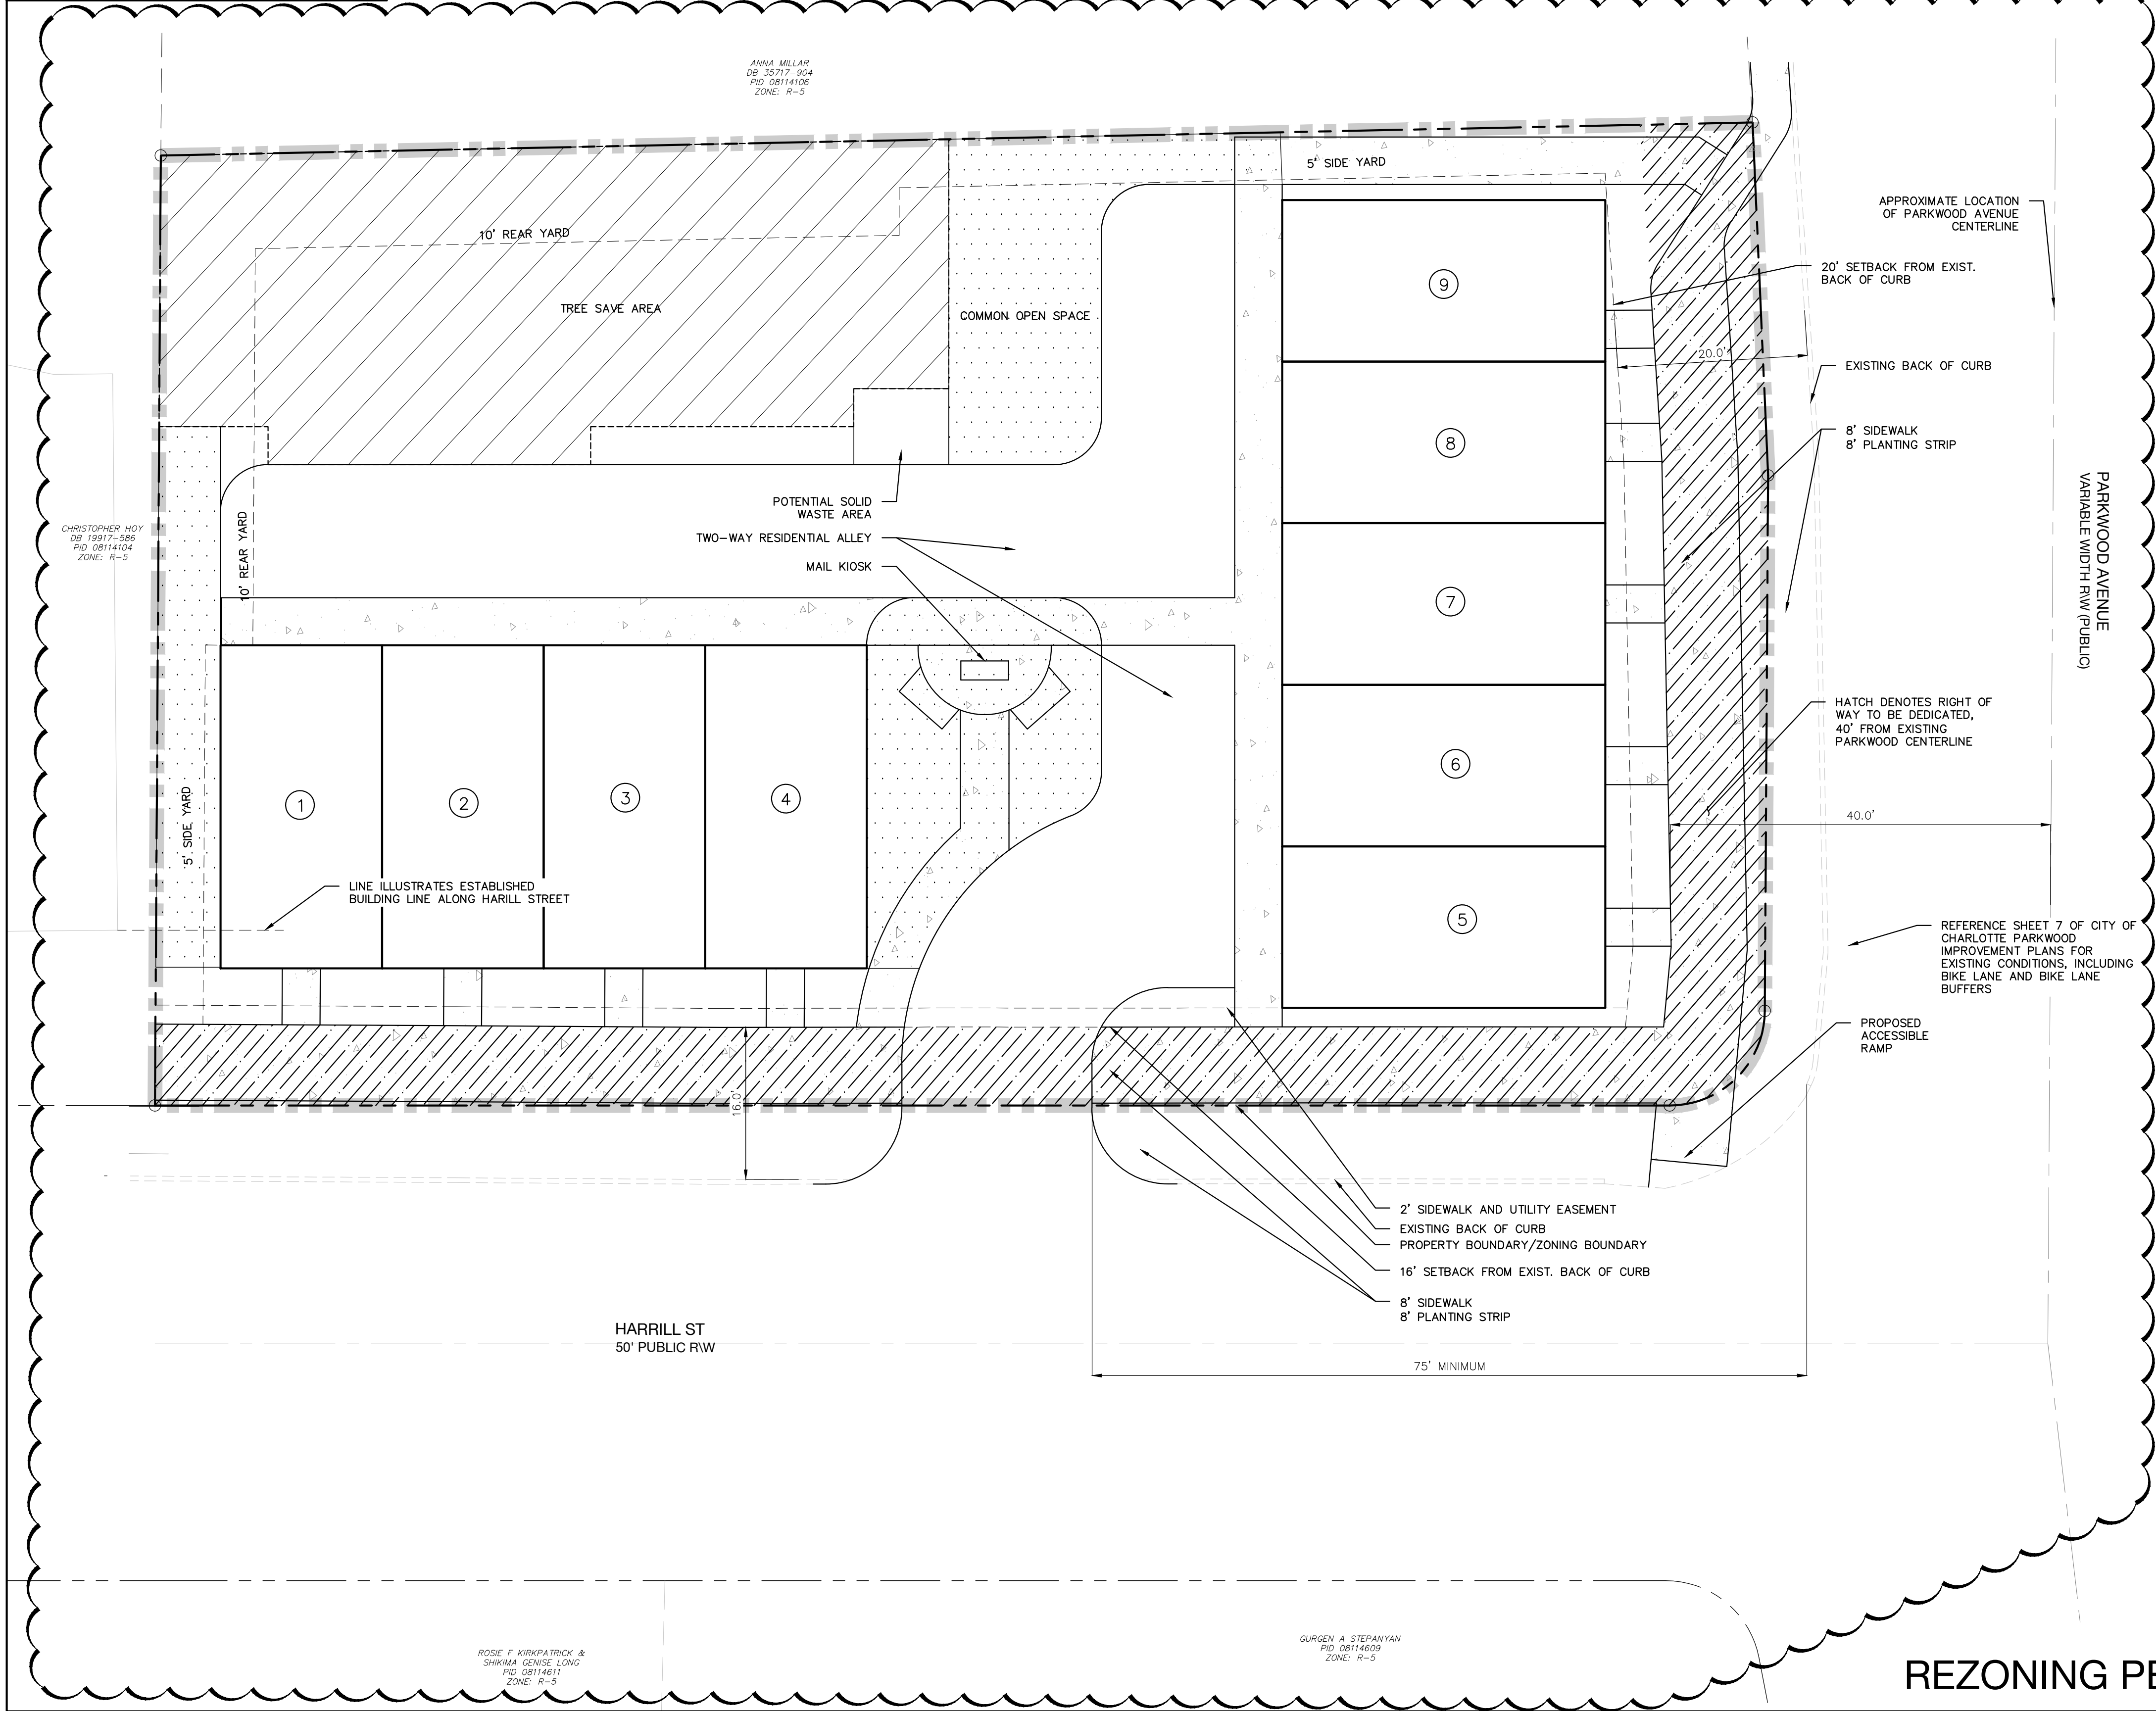 ANNA MILLAR
DB 35717-904
PID 08114106
ZONE: R-5
5' SIDE YARD
APPROXIMATE LOCATION
OF PARKWOOD AVENUE
CENTERLINE
10' REAR YARD
20' SETBACK FROM EXIST.
BACK OF CURB
9
TREE SAVE AREA
COMMON OPEN SPACE
20.0'
EXISTING BACK OF CURB
8' SIDEWALK
8' PLANTING STRIP
8
POTENTIAL SOLID
WASTE AREA
CHRISTOPHER HOY
DB 19917-586
PID 08114104
ZONE: R-5
10' REAR YARD
TWO-WAY RESIDENTIAL ALLEY
MAIL KIOSK
PARKWOOD AVENUE
VARIABLE WIDTH R\W (PUBLIC)
7
HATCH DENOTES RIGHT OF
WAY TO BE DEDICATED,
40' FROM EXISTING
PARKWOOD CENTERLINE
6
1
2
3
4
5' SIDE YARD
40.0'
LINE ILLUSTRATES ESTABLISHED
BUILDING LINE ALONG HARILL STREET
5
REFERENCE SHEET 7 OF CITY OF
CHARLOTTE PARKWOOD
IMPROVEMENT PLANS FOR
EXISTING CONDITIONS, INCLUDING
BIKE LANE AND BIKE LANE
BUFFERS
PROPOSED
ACCESSIBLE
RAMP
16.0'
2' SIDEWALK AND UTILITY EASEMENT
EXISTING BACK OF CURB
PROPERTY BOUNDARY/ZONING BOUNDARY
16' SETBACK FROM EXIST. BACK OF CURB
8' SIDEWALK
8' PLANTING STRIP
HARRILL ST
50' PUBLIC R\W
75' MINIMUM
ROSIE F KIRKPATRICK &
SHIKIMA GENISE LONG
PID 08114611
ZONE: R-5
GURGEN A STEPANYAN
PID 08114609
ZONE: R-5
REZONING PE